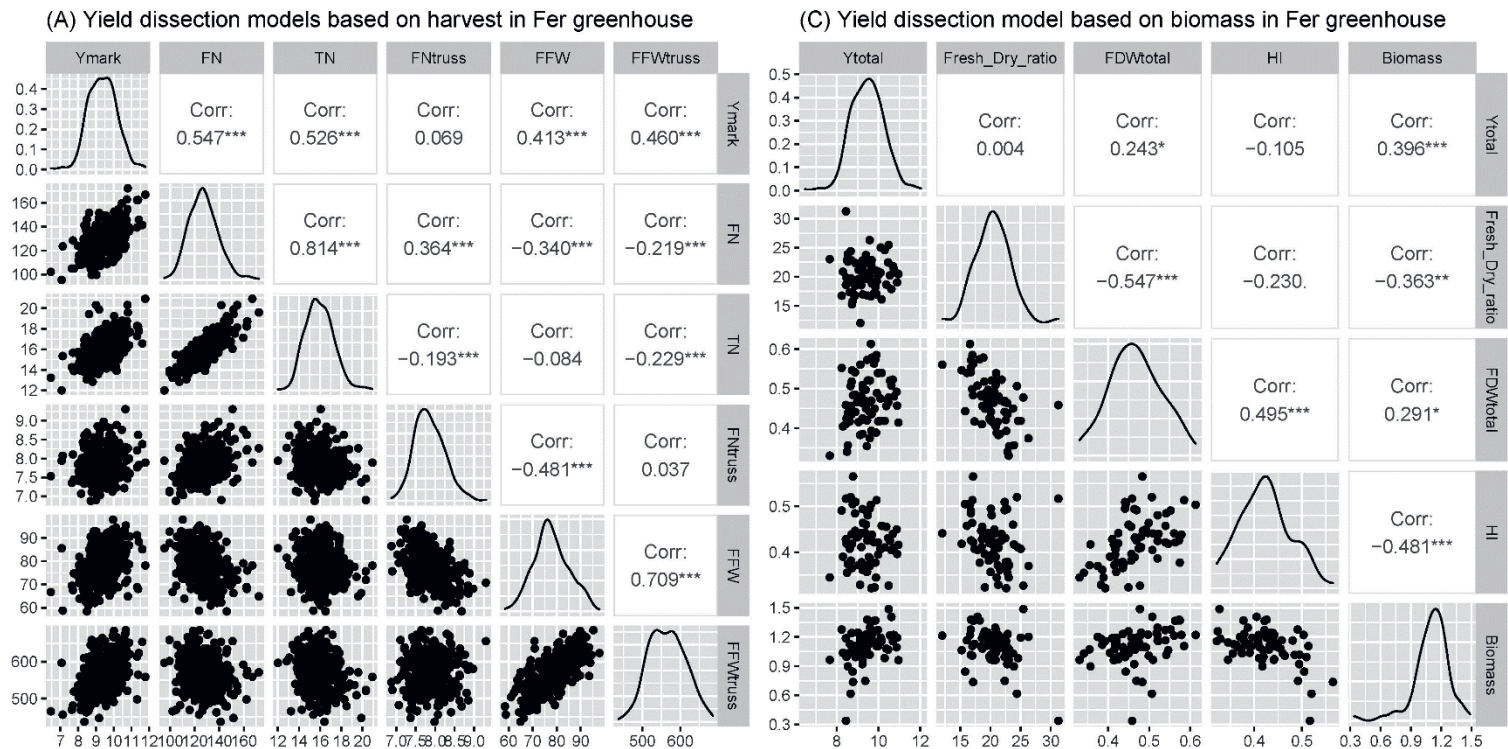 (A) Yield dissection models based on harvest in Fer greenhouse
Ymark FN TN FNtruss FFW FFWtruss
0.4
0.3
0.2
0.1
0.0
Corr:
0.547***
Corr:
0.526***
Corr:
0.069
Corr:
0.413***
Corr:
0.460***
Ymark
160
140
120
100
Corr:
0.814***
Corr:
0.364***
Corr:
−0.340***
Corr:
−0.219***
FN
20
18
16
14
12
Corr:
−0.193***
Corr:
−0.084
Corr:
−0.229***
TN
9.0
8.5
8.0
7.5
7.0
Corr:
−0.481***
Corr:
0.037
FNtruss
90
80
70
60
Corr:
0.709***
FFW
600
500
FFWtruss
7 8 9 10 11 12
100 120 140 160
12 14 16 18 20
7.07.58.08.59.0
60 70 80 90
500 600
(C) Yield dissection model based on biomass in Fer greenhouse
Ytotal Fresh_Dry_ratio FDWtotal HI Biomass
0.5
0.4
0.3
0.2
0.1
0.0
Corr:
0.004
Corr:
0.243*
Corr:
−0.105
Corr:
0.396***
Ytotal
30
25
20
15
Corr:
−0.547***
Corr:
−0.230.
Corr:
−0.363**
Fresh_Dry_ratio
0.6
0.5
0.4
Corr:
0.495***
Corr:
0.291*
FDWtotal
0.5
0.4
Corr:
−0.481***
HI
1.5
1.2
0.9
0.6
0.3
Biomass
8 10 12
15 20 25 30
0.4 0.5 0.6
0.4 0.5
0.3 0.6 0.9 1.2 1.5